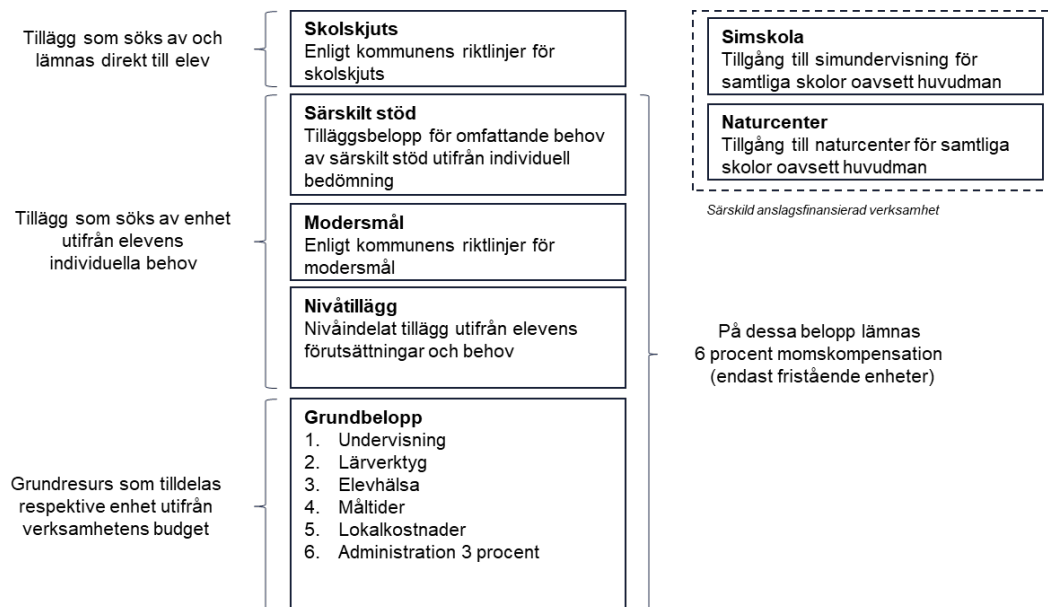 Tillägg som söks av och
lämnas direkt till elev
Skolskjuts
Enligt kommunens riktlinjer för
skolskjuts
Tillägg som söks av enhet
utifrån elevens
individuella behov
Särskilt stöd
Tilläggsbelopp för omfattande behov
av särskilt stöd utifrån individuell
bedömning
Modersmål
Enligt kommunens riktlinjer för
modersmål
Nivåtillägg
Nivåindelat tillägg utifrån elevens
förutsättningar och behov
Grundresurs som tilldelas
respektive enhet utifrån
verksamhetens budget
Grundbelopp
1. Undervisning
2. Lärverktyg
3. Elevhälsa
4. Måltider
5. Lokalkostnader
6. Administration 3 procent
Simskola
Tillgång till simundervisning för
samtliga skolor oavsett huvudman
Naturcenter
Tillgång till naturcenter för samtliga
skolor oavsett huvudman
Särskild anslagsfinansierad verksamhet
På dessa belopp lämnas
6 procent momskompensation
(endast fristående enheter)